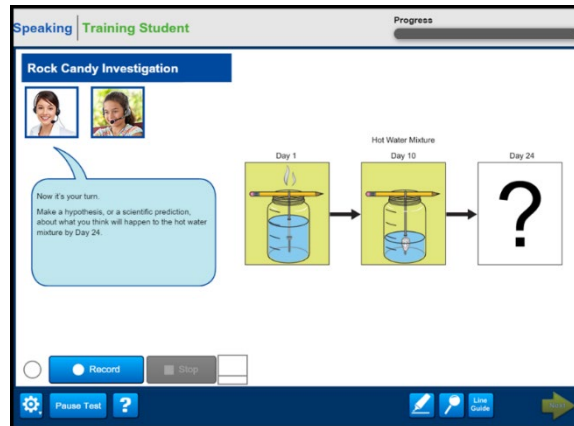 Speaking Training Student
Progress
Rock Candy Investigation
Hot Water Mixture
Day 1
Day 10
Day 24
Now it's your turn.
Make a hypothesis, or a scientific prediction,
about what you think will happen to the hot water
mixture by Day 24.
?
Record
Stop
Pause Test
?
Line
Guide